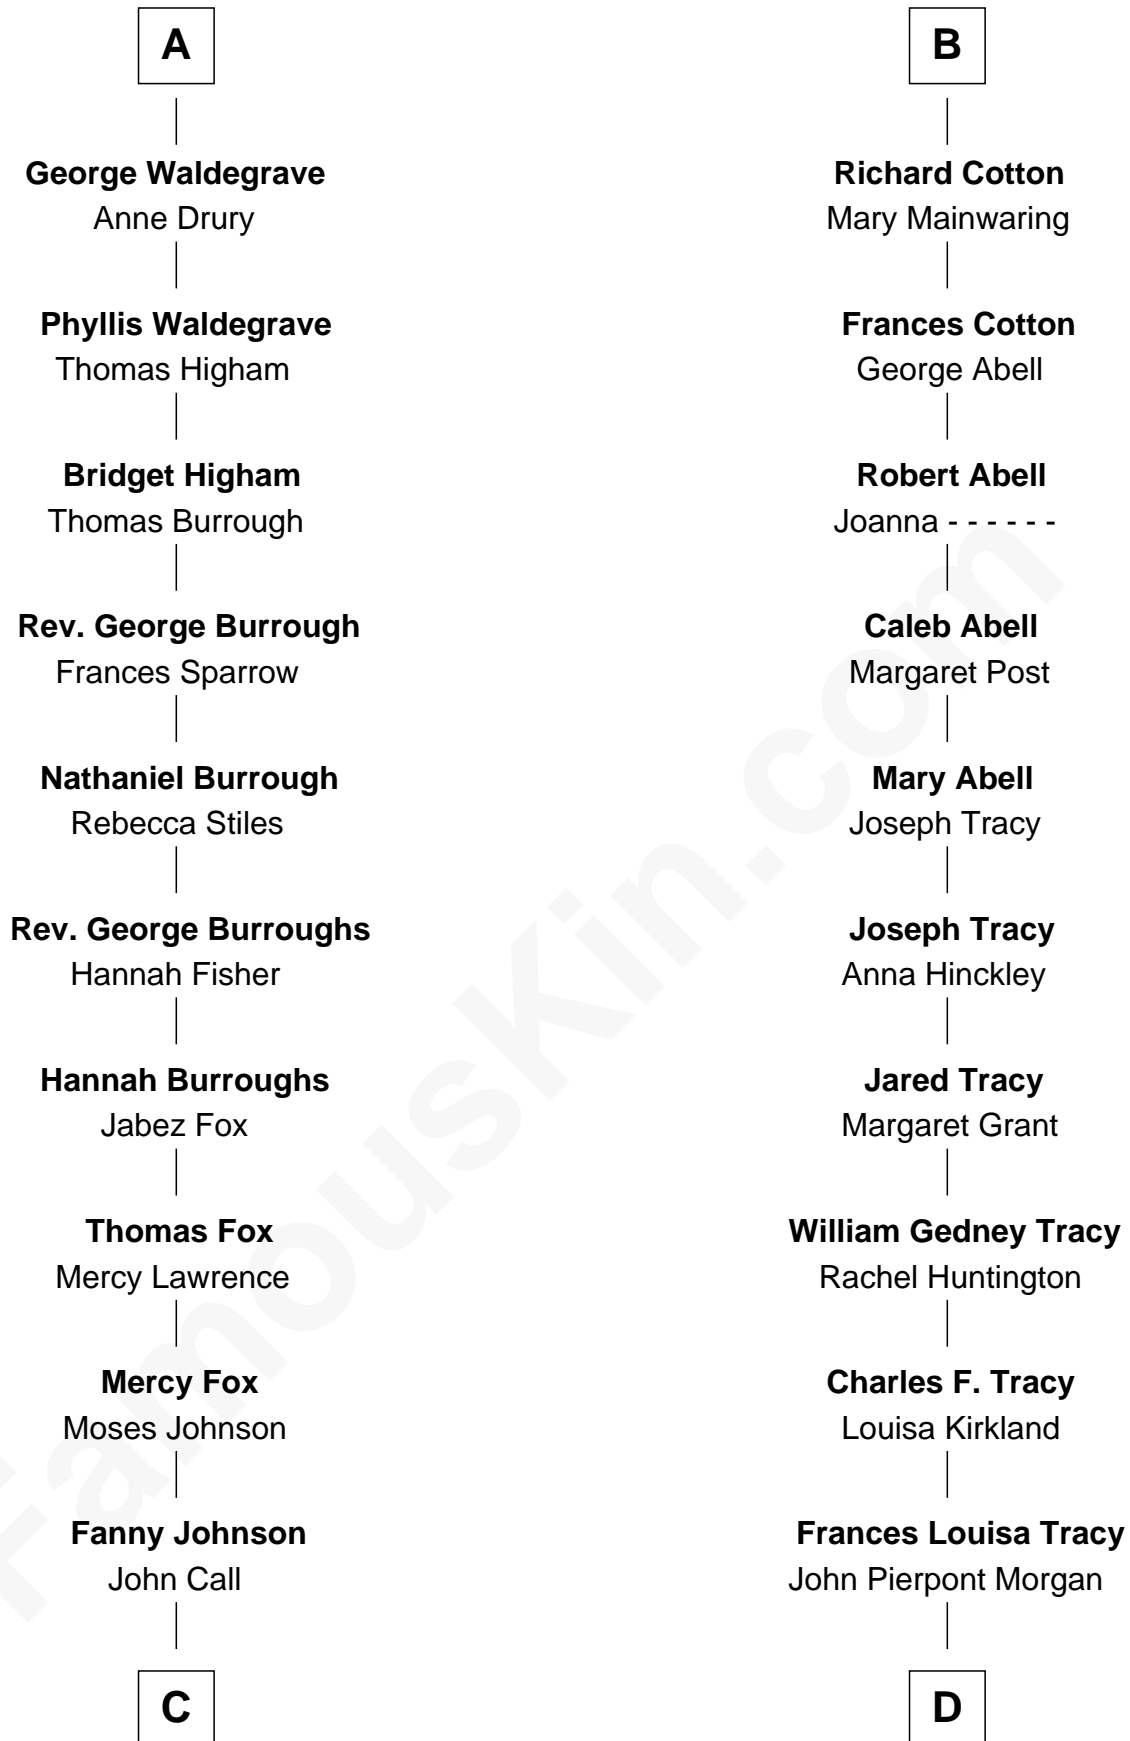 A
George Waldegrave
Anne Drury
Phyllis Waldegrave
Thomas Higham
Bridget Higham
Thomas Burrough
Rev. George Burrough
Frances Sparrow
Nathaniel Burrough
Rebecca Stiles
Rev. George Burroughs
Hannah Fisher
Hannah Burroughs
Jabez Fox
Thomas Fox
Mercy Lawrence
Mercy Fox
Moses Johnson
Fanny Johnson
John Call
C
B
Richard Cotton
Mary Mainwaring
Frances Cotton
George Abell
Robert Abell
Joanna - - - - - -
Caleb Abell
Margaret Post
Mary Abell
Joseph Tracy
Joseph Tracy
Anna Hinckley
Jared Tracy
Margaret Grant
William Gedney Tracy
Rachel Huntington
Charles F. Tracy
Louisa Kirkland
Frances Louisa Tracy
John Pierpont Morgan
D
FamousKin.com